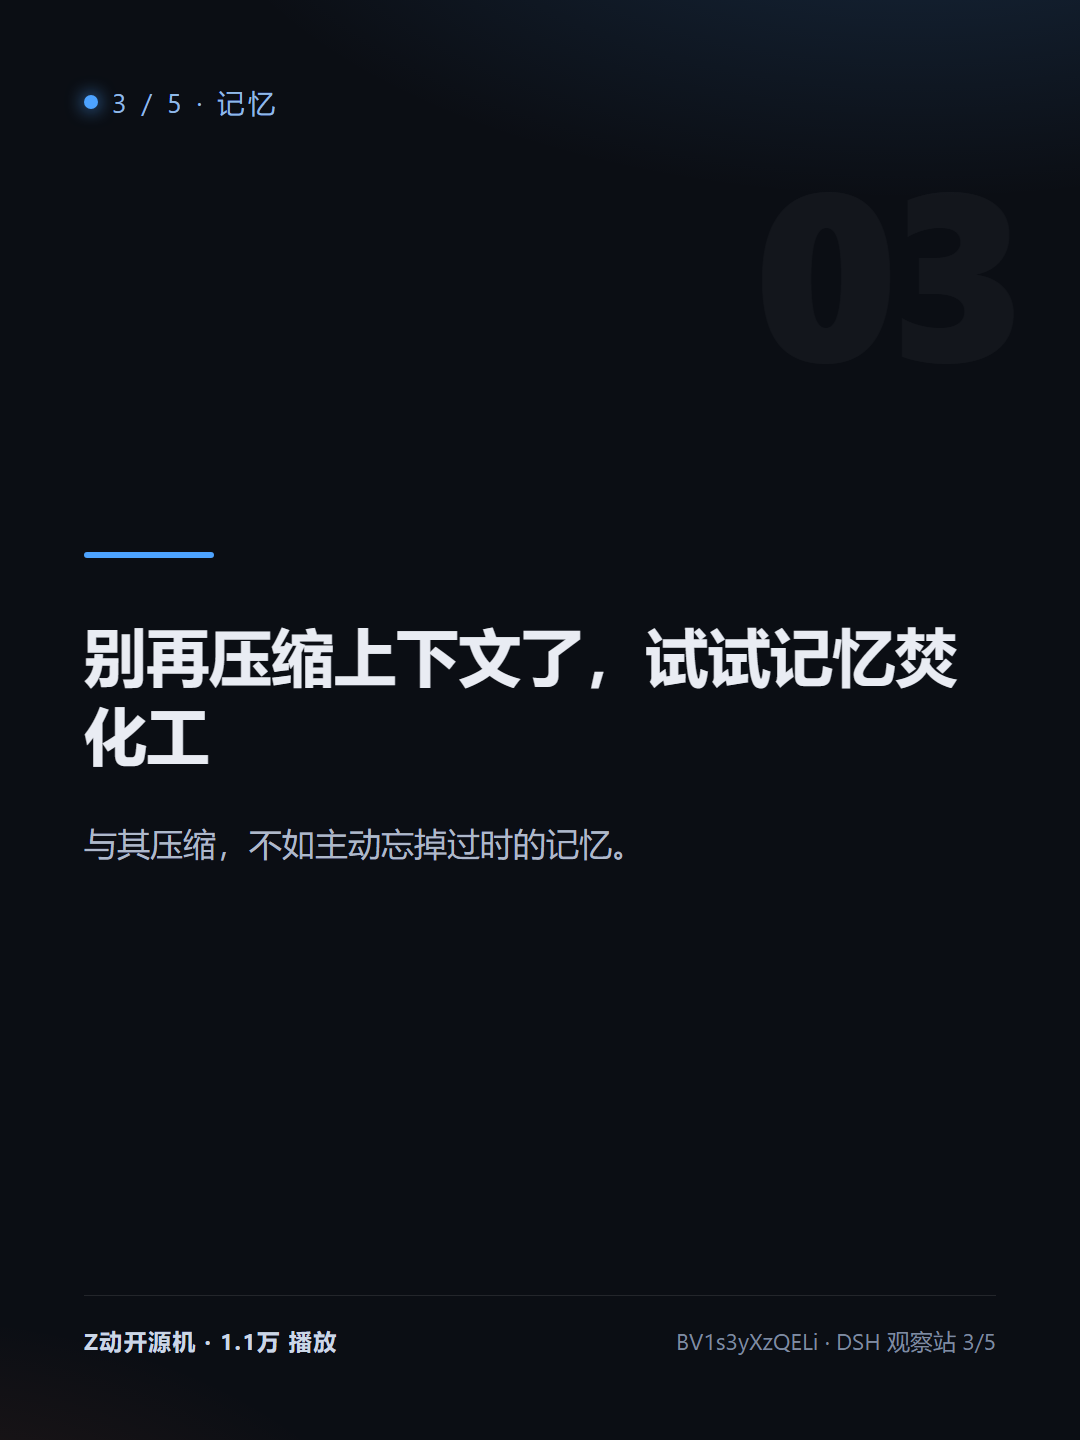 3 / 5 · 记忆
03
别再压缩上下文了，试试记忆焚
化工
与其压缩，不如主动忘掉过时的记忆。
Z动开源机 · 1.1万 播放
BV1s3yXzQELi · DSH 观察站 3/5